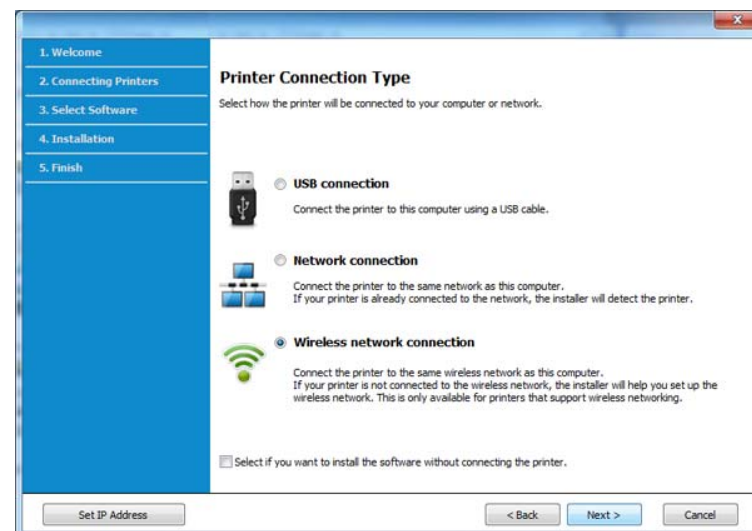 1. Welcome
2. Connecting Printers
3. Select Software
4. Installation
5. Finish
Printer Connection Type
Select how the printer will be connected to your computer or network.
USB connection
Connect the printer to this computer using a USB cable.
Network connection
Connect the printer to the same network as this computer.
If your printer is already connected to the network, the installer will detect the printer.
Wireless network connection
Connect the printer to the same wireless network as this computer.
If your printer is not connected to the wireless network, the installer will help you set up the
wireless network. This is only available for printers that support wireless networking.
Select if you want to install the software without connecting the printer.
Set IP Address
< Back
Next >
Cancel